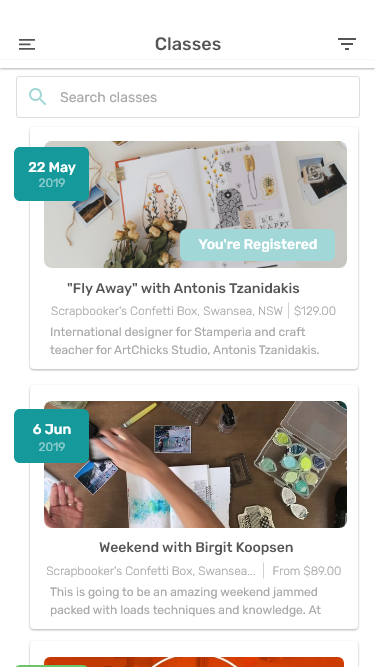 Classes
Search classes
22 May
2019
BE
HAPPY
You're Registered
"Fly Away" with Antonis Tzanidakis
Scrapbooker's Confetti Box, Swansea, NSW | $129.00
International designer for Stamperia and craft
teacher for ArtChicks Studio, Antonis Tzanidakis.
6 Jun
2019
Weekend with Birgit Koopsen
Scrapbooker's Confetti Box, Swansea... | From $89.00
This is going to be an amazing weekend jammed
packed with loads techniques and knowledge. At